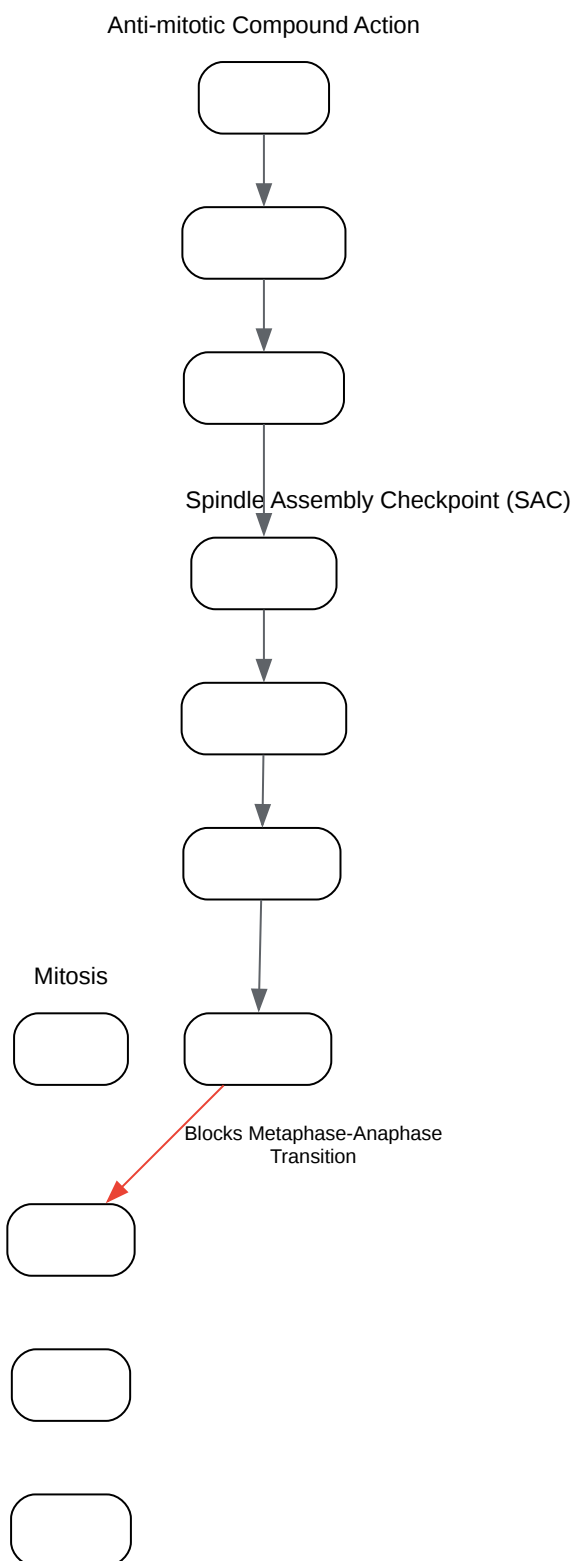 Anti-mitotic Compound Action
Spindle Assembly Checkpoint (SAC)
Mitosis
Blocks Metaphase-Anaphase
Transition